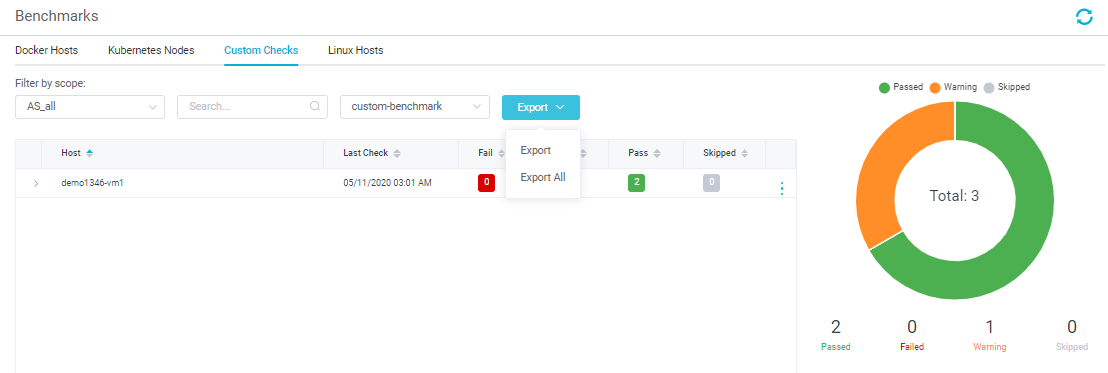 Benchmarks
Docker Hosts Kubernetes Nodes Custom Checks Linux Hosts
Filter by scope:
AS_all Search... custom-benchmark Export
Export
Export All
Host Last Check Fail Pass Skipped
demo1346-vm1 05/11/2020 03:01 AM 0 2 0
Passed Warning Skipped
Total: 3
2 0 1 0
Passed Failed Warning Skipped